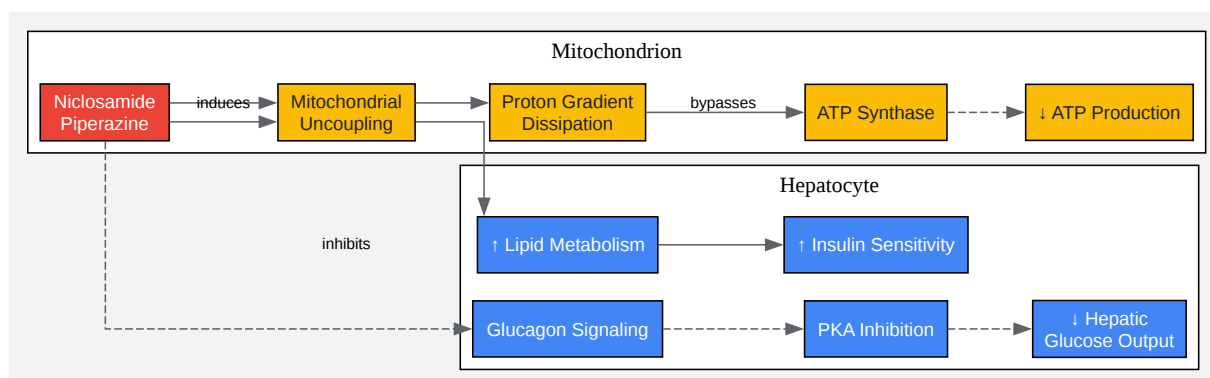 Mitochondrion
Niclosamide
Piperazine
induces
Mitochondrial
Uncoupling
Proton Gradient
Dissipation
bypasses
ATP Synthase
↓ ATP Production
Hepatocyte
↑ Lipid Metabolism
↑ Insulin Sensitivity
inhibits
Glucagon Signaling
PKA Inhibition
↓ Hepatic
Glucose Output